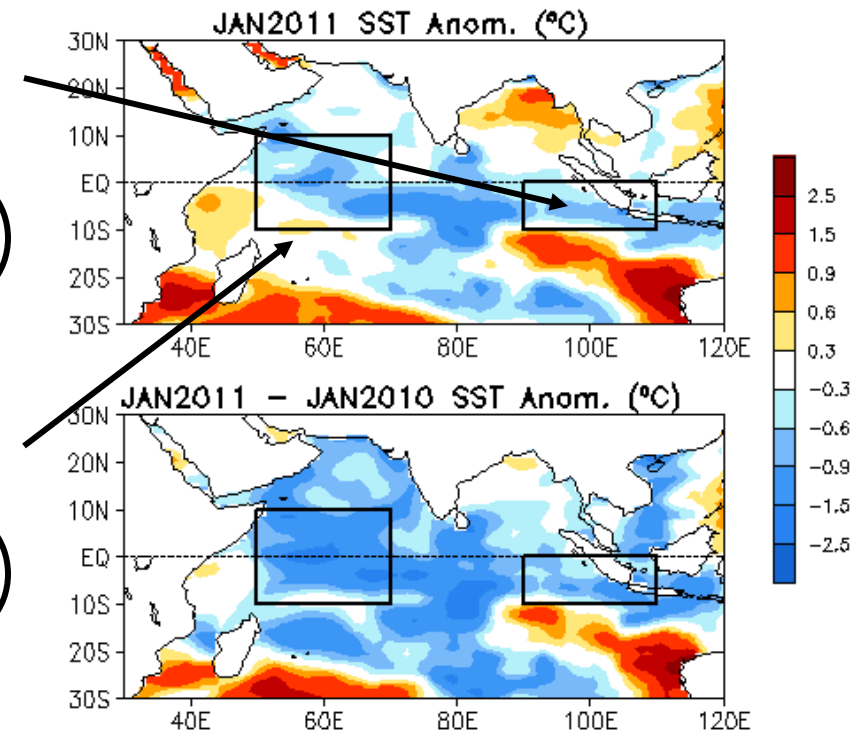 JAN2011 SST Anom. (ºC)
30N
20N
10N
EQ
10S
20S
30S
40E 60E 80E 100E 120E
2.5
1.5
0.9
0.6
0.3
-0.3
-0.6
-0.9
-1.5
-2.5
JAN2011 - JAN2010 SST Anom. (ºC)
30N
20N
10N
EQ
10S
20S
30S
40E 60E 80E 100E 120E